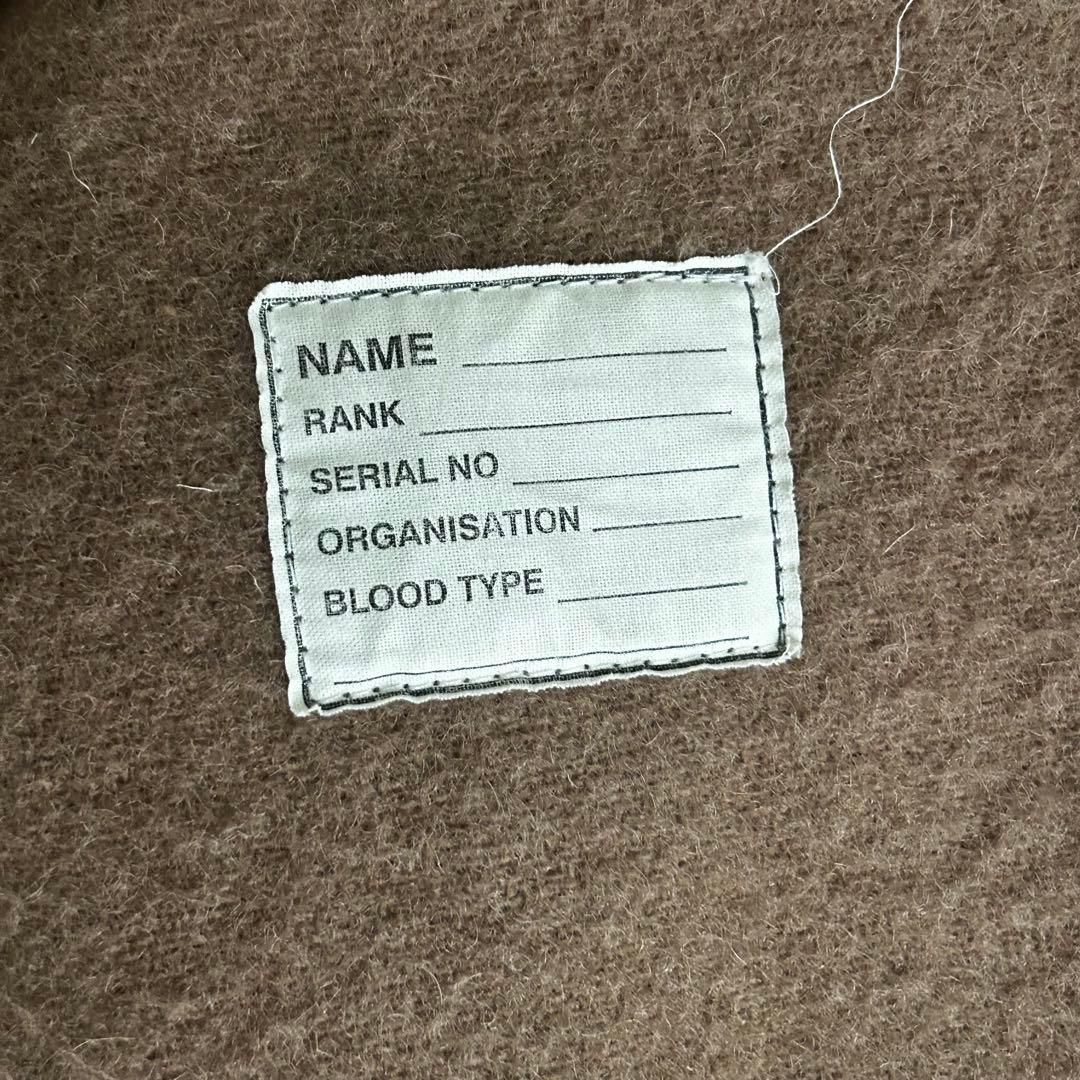 NAME
RANK
SERIAL NO
ORGANISATION
BLOOD TYPE